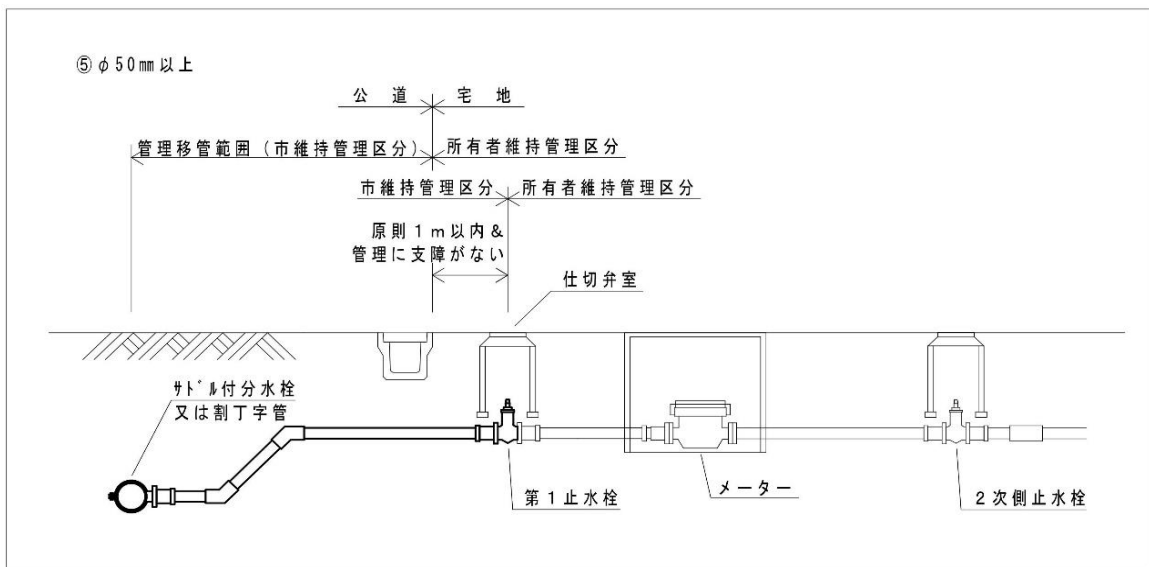 ⑤φ50㎜以上
公道 宅地
管理移管範囲(市維持管理区分) 所有者維持管理区分
市維持管理区分 所有者維持管理区分
原則1m以内&
管理に支障がない
仕切弁室
ｻﾄﾞﾙ付分水栓
又は割丁字管
第1止水栓
メーター
2次側止水栓